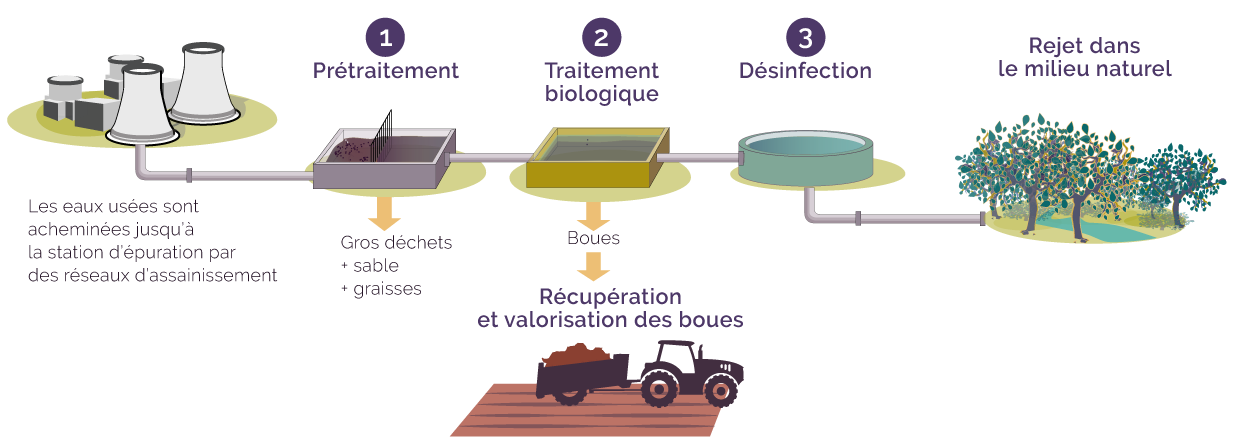 1
Prétraitement
2
Traitement
biologique
3
Désinfection
Rejet dans
le milieu naturel
Les eaux usées sont
acheminées jusqu'à
la station d'épuration par
des réseaux d'assainissement
Gros déchets
+ sable
+ graisses
Boues
Récupération
et valorisation des boues